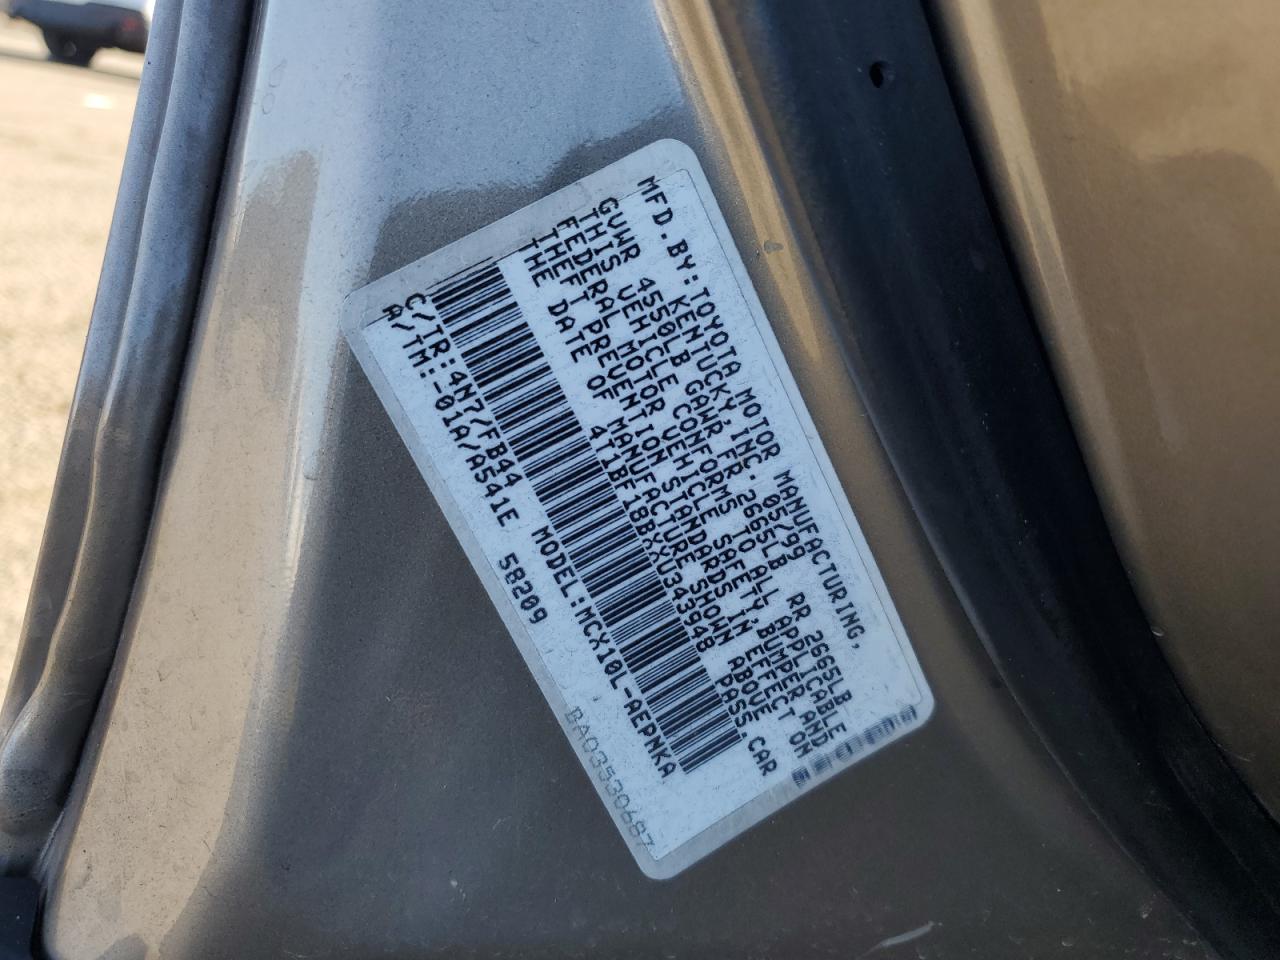 MFD. BY: TOYOTA MOTOR MANUFACTURING,
KENTUCKY, INC. 05/99
GVWR 4550LB GAWR FR 2665LB RR 2665LB
THIS VEHICLE CONFORMS TO ALL APPLICABLE
FEDERAL MOTOR VEHICLE SAFETY, BUMPER AND
THEFT PREVENTION STANDARDS IN EFFECT ON
THE DATE OF MANUFACTURE SHOWN ABOVE.
4T1BF18BXYU343948 PASS. CAR
C/TR:4N7/FB44 MODEL:MCX10L-AEPNKA
A/TM:-01A/A541E 58209
BA03530687